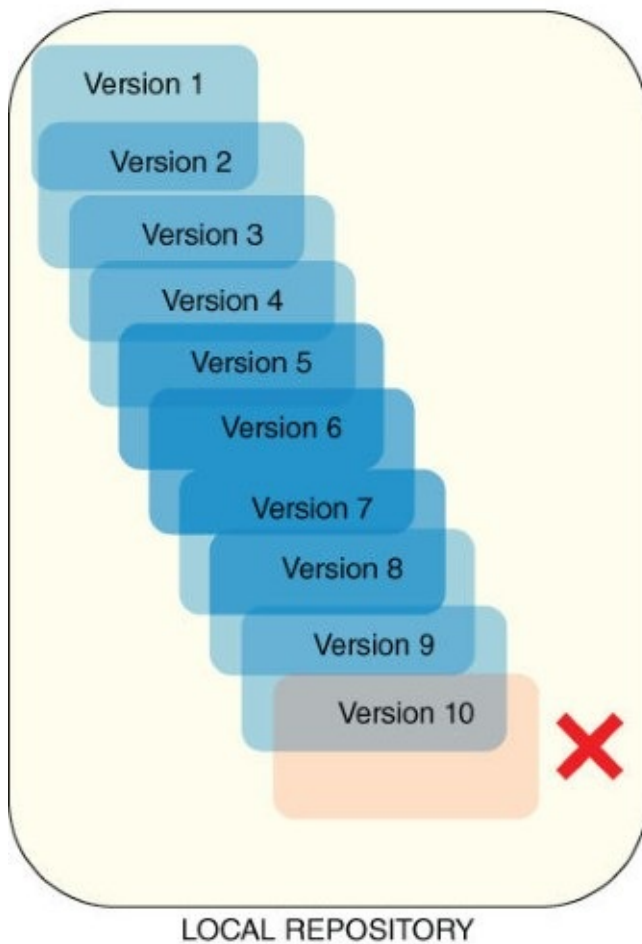 Version 1
Version 2
Version 3
Version 4
Version 5
Version 6
Version 7
Version 8
Version 9
Version 10
LOCAL REPOSITORY